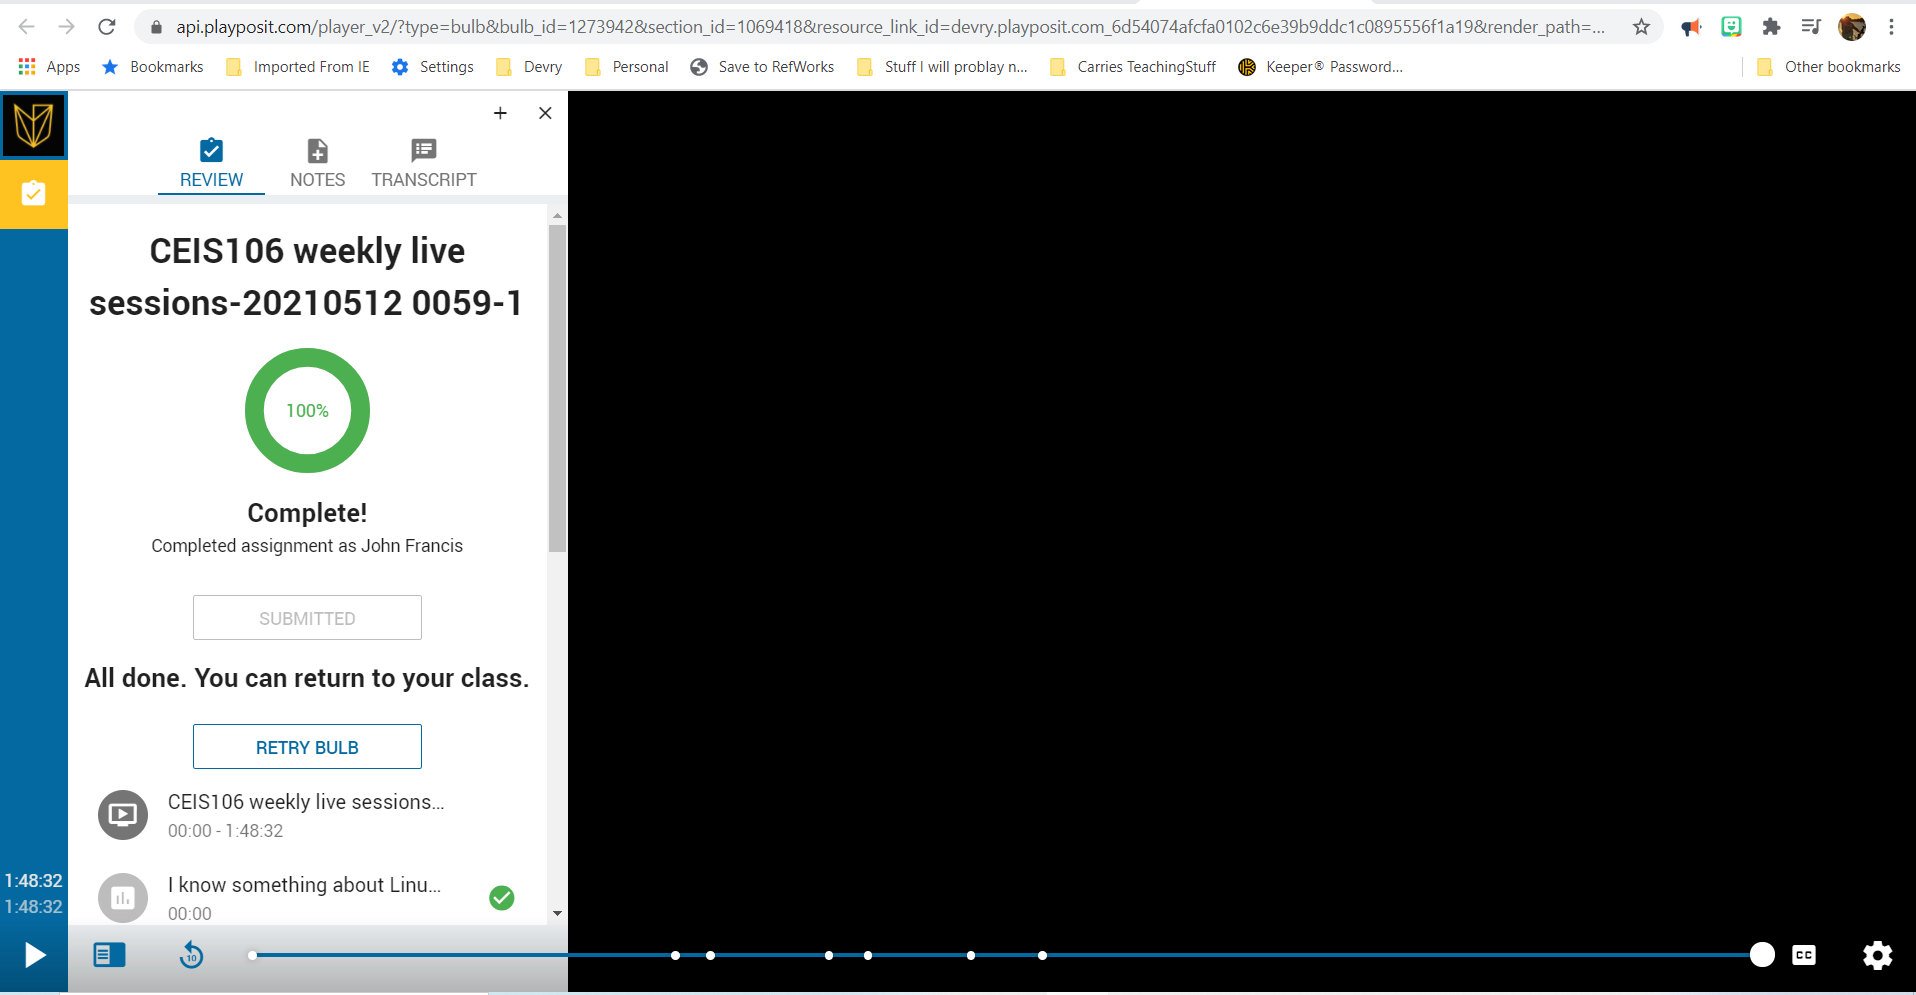 api.playposit.com/player_v2/?type=bulb&bulb_id=1273942&section_id=1069418&resource_link_id=devry.playposit.com_6d54074afcfa0102c6e39b9ddc1c0895556f1a19&render_path=...
Apps Bookmarks Imported From IE Settings Devry Personal Save to RefWorks Stuff I will problay n... Carries TeachingStuff Keeper® Password... Other bookmarks
REVIEW NOTES TRANSCRIPT
CEIS106 weekly live
sessions-20210512 0059-1
100%
Complete!
Completed assignment as John Francis
SUBMITTED
All done. You can return to your class.
RETRY BULB
CEIS106 weekly live sessions...
00:00 - 1:48:32
I know something about Linu...
00:00
1:48:32
1:48:32
10
CC